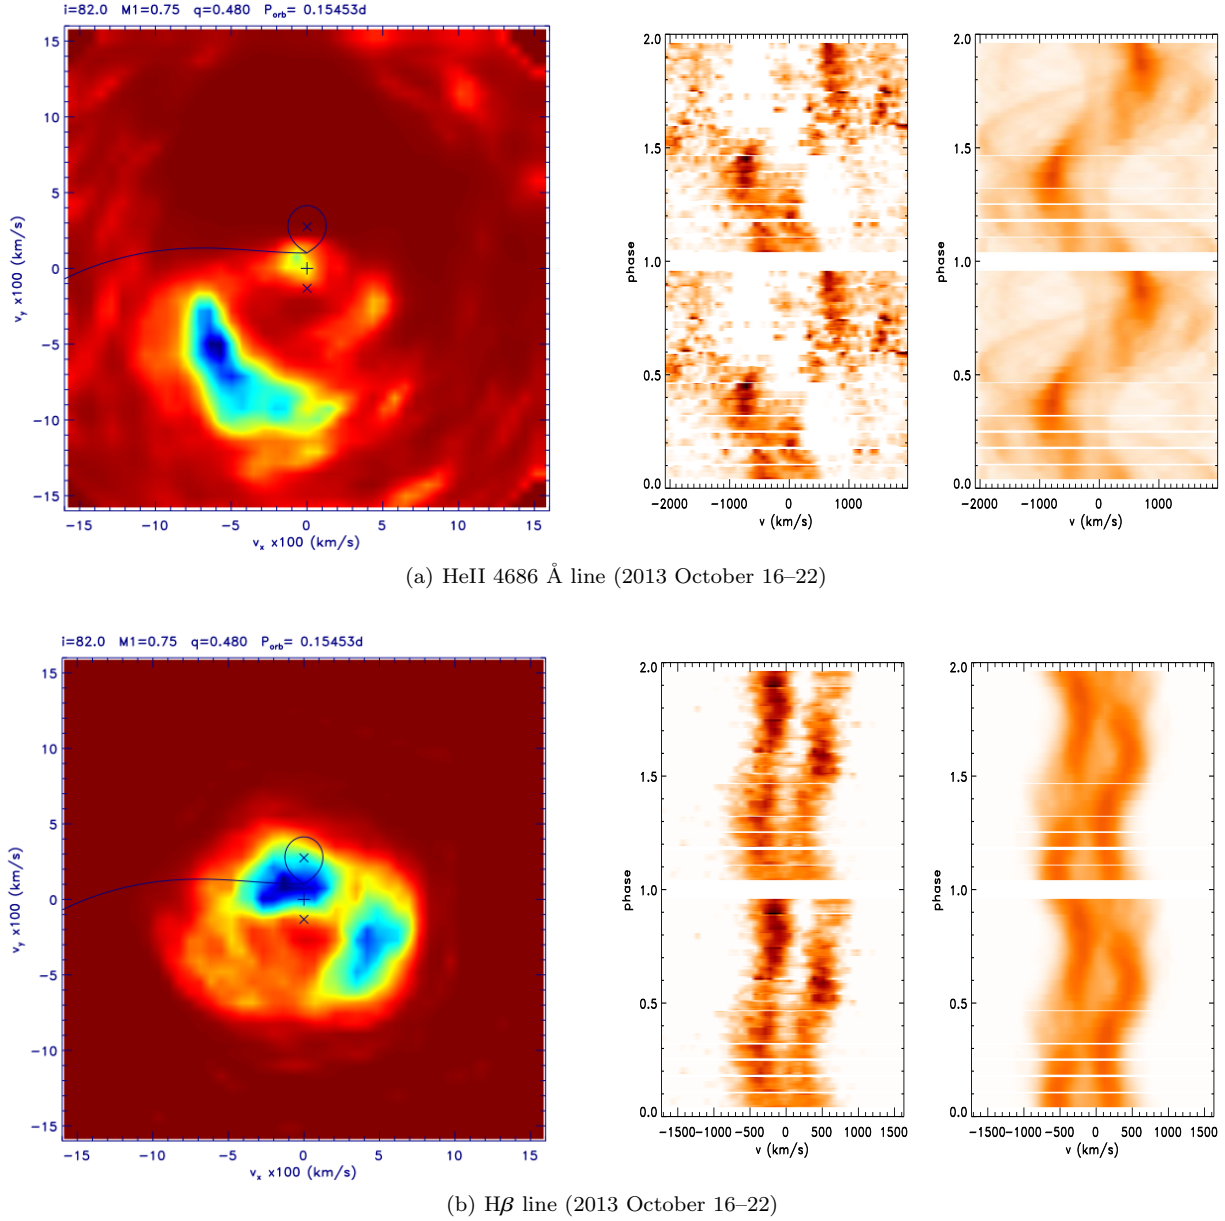 i=82.0 M1=0.75 q=0.480 Porb= 0.15453d
15
10
5
0
−5
−10
−15
vy x100 (km/s)
−15 −10 −5 0 5 10 15
vx x100 (km/s)
2.0
1.5
1.0
0.5
0.0
phase
−2000 −1000 0 1000
v (km/s)
2.0
1.5
1.0
0.5
0.0
phase
−2000 −1000 0 1000
v (km/s)
(a) HeII 4686 Å line (2013 October 16–22)
i=82.0 M1=0.75 q=0.480 Porb= 0.15453d
15
10
5
0
−5
−10
−15
vy x100 (km/s)
−15 −10 −5 0 5 10 15
vx x100 (km/s)
2.0
1.5
1.0
0.5
0.0
phase
−1500 −1000 −500 0 500 1000
v (km/s)
2.0
1.5
1.0
0.5
0.0
phase
−1500 −1000 −500 0 500 1000 1500
v (km/s)
(b) Hβ line (2013 October 16–22)